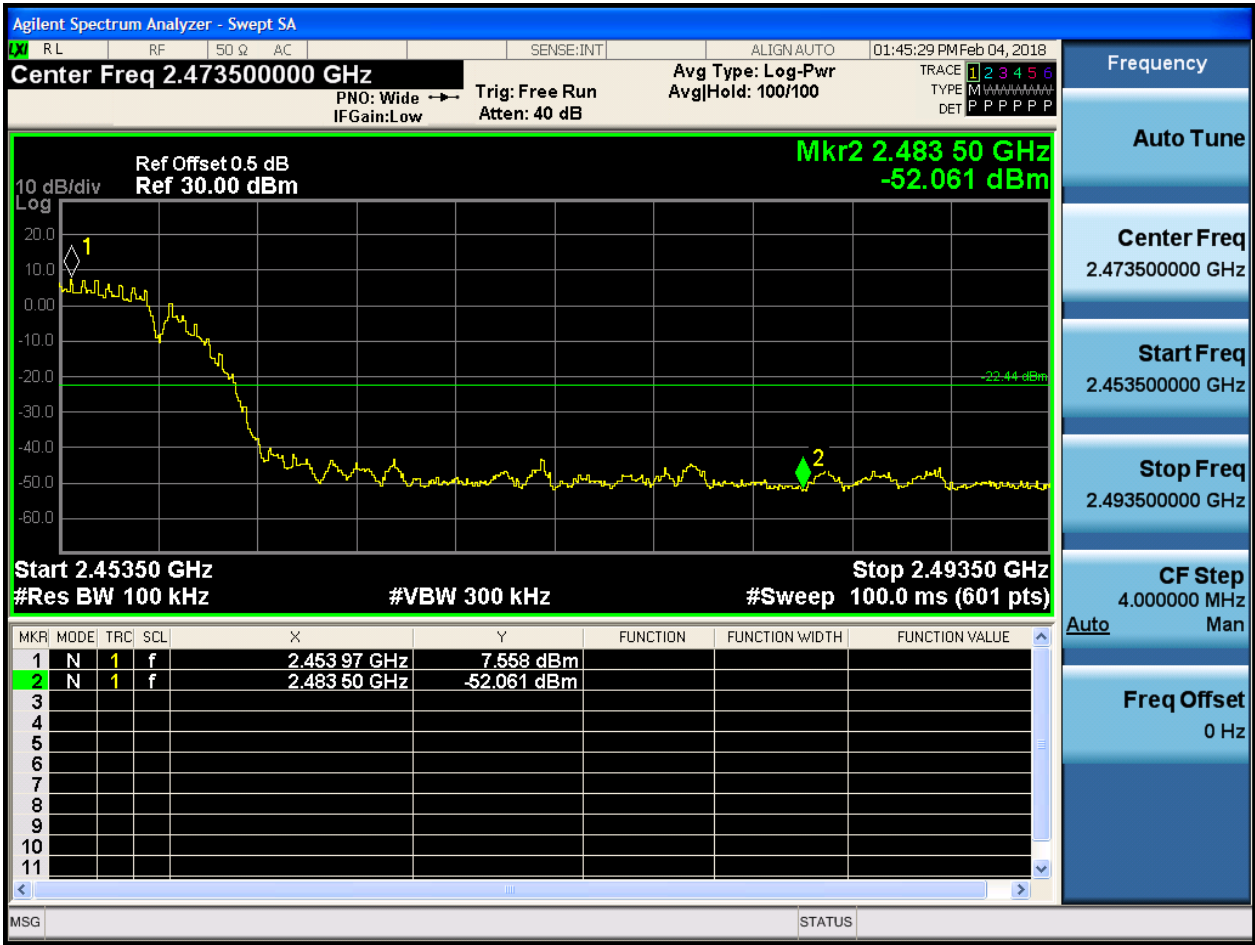 Agilent Spectrum Analyzer - Swept SA
LXI RL RF 50 Ω AC SENSE:INT ALIGN AUTO 01:45:29 PM Feb 04, 2018
Center Freq 2.473500000 GHz
PNO: Wide
IFGain:Low
Trig: Free Run
Atten: 40 dB
Avg Type: Log-Pwr
Avg|Hold: 100/100
TRACE 1 2 3 4 5 6
TYPE M
DET P P P P P P
Ref Offset 0.5 dB
Ref 30.00 dBm
10 dB/div
Log
Mkr2 2.483 50 GHz
-52.061 dBm
20.0
10.0
0.00
-10.0
-20.0
-30.0
-40.0
-50.0
-60.0
1
-22.44 dBm
2
Start 2.45350 GHz Stop 2.49350 GHz
#Res BW 100 kHz #VBW 300 kHz #Sweep 100.0 ms (601 pts)
MKR MODE TRC SCL X Y FUNCTION FUNCTION WIDTH FUNCTION VALUE
1 N 1 f 2.453 97 GHz 7.558 dBm
2 N 1 f 2.483 50 GHz -52.061 dBm
3
4
5
6
7
8
9
10
11
MSG STATUS
Frequency
Auto Tune
Center Freq
2.473500000 GHz
Start Freq
2.453500000 GHz
Stop Freq
2.493500000 GHz
CF Step
4.000000 MHz
Auto Man
Freq Offset
0 Hz